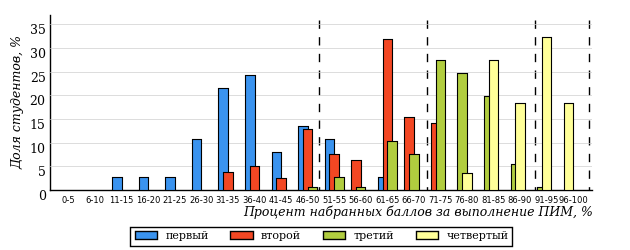 Доля студентов, %
35
30
25
20
15
10
5
0
0-5 6-10 11-15 16-20 21-25 26-30 31-35 36-40 41-45 46-50 51-55 56-60 61-65 66-70 71-75 76-80 81-85 86-90 91-95 96-100
Процент набранных баллов за выполнение ПИМ, %
первый второй третий четвертый